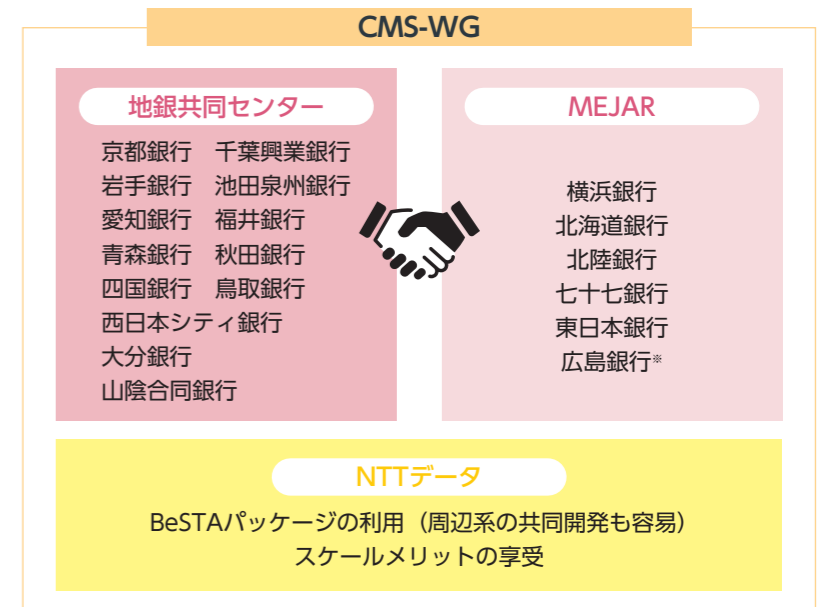 CMS-WG
地銀共同センター
京都銀行　千葉興業銀行
岩手銀行　池田泉州銀行
愛知銀行　福井銀行
青森銀行　秋田銀行
四国銀行　鳥取銀行
西日本シティ銀行
大分銀行
山陰合同銀行
MEJAR
横浜銀行
北海道銀行
北陸銀行
七十七銀行
東日本銀行
広島銀行※
NTTデータ
BeSTAパッケージの利用（周辺系の共同開発も容易）
スケールメリットの享受